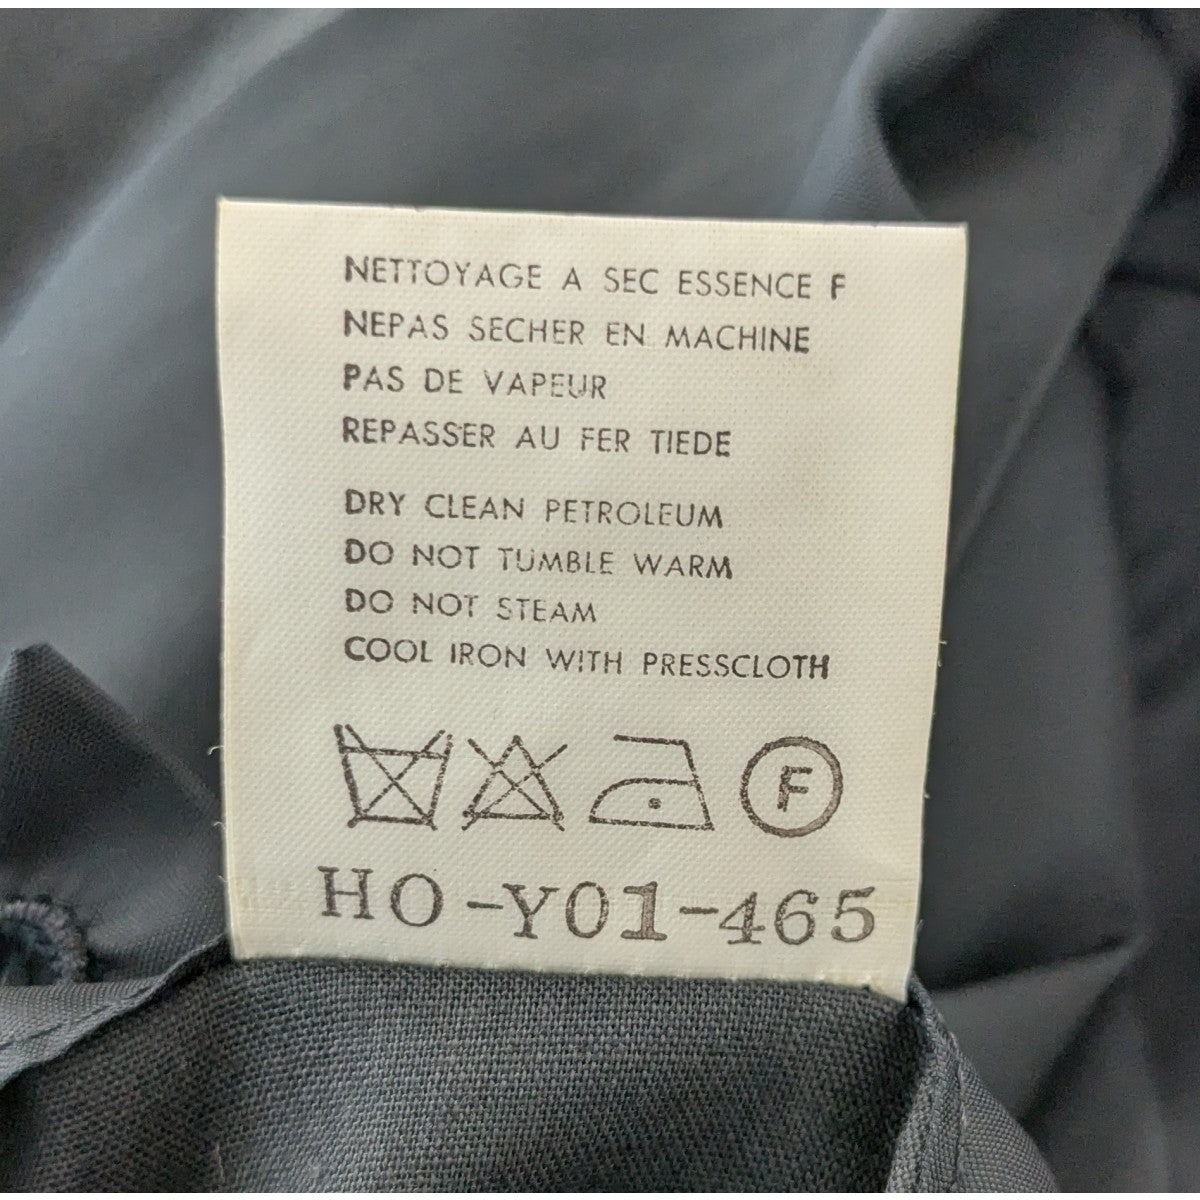 NETTOYAGE A SEC ESSENCE F
NEPAS SECHER EN MACHINE
PAS DE VAPEUR
REPASSER AU FER TIEDE
DRY CLEAN PETROLEUM
DO NOT TUMBLE WARM
DO NOT STEAM
COOL IRON WITH PRESSCLOTH
F
HO-Y01-465